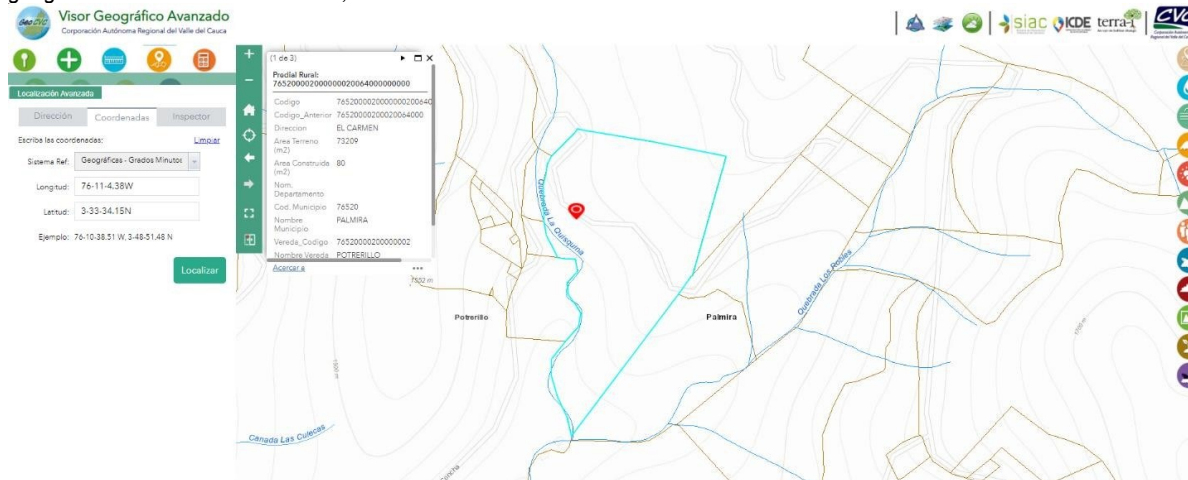 Visor Geográfico Avanzado
Corporación Autónoma Regional del Valle del Cauca
GeoCVC
siac
ICDE
terra-i
CVC
Localización Avanzada
Dirección
Coordenadas
Inspector
Escriba las coordenadas:
Limpiar
Sistema Ref:
Geográficas - Grados Minutos
Longitud:
76-11-4.38W
Latitud:
3-33-34.15N
Ejemplo: 76-10-38.51 W, 3-48-51.48 N
Localizar
(1 de 3)
Predial Rural:
765200002000000020064000000000
Codigo 7652000020000000200640
Codigo_Anterior 76520000200020064000
Direccion EL CARMEN
Area Terreno (m2) 73209
Area Construida (m2) 80
Nom. Departamento
Cod. Municipio 76520
Nombre Municipio PALMIRA
Vereda_Codigo 76520000200000002
Nombre Vereda POTRERILLO
Acercar a
Quebrada La Quisquina
Quebrada Los Robles
Potrerillo
Palmira
Canada Las Culecas